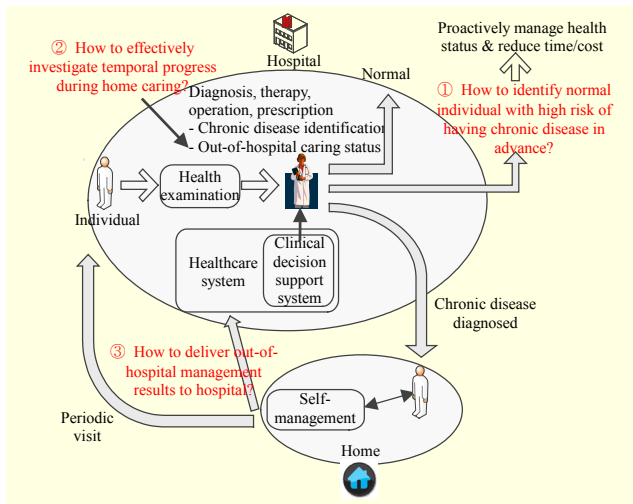 ② How to effectively
investigate temporal progress
during home caring?
Hospital
Proactively manage health
status & reduce time/cost
Normal
① How to identify normal
individual with high risk of
having chronic disease in
advance?
Diagnosis, therapy,
operation, prescription
- Chronic disease identification
- Out-of-hospital caring status
Individual
Health
examination
Healthcare
system
Clinical
decision
support
system
Chronic disease
diagnosed
③ How to deliver out-of-
hospital management
results to hospital?
Periodic
visit
Self-
management
Home